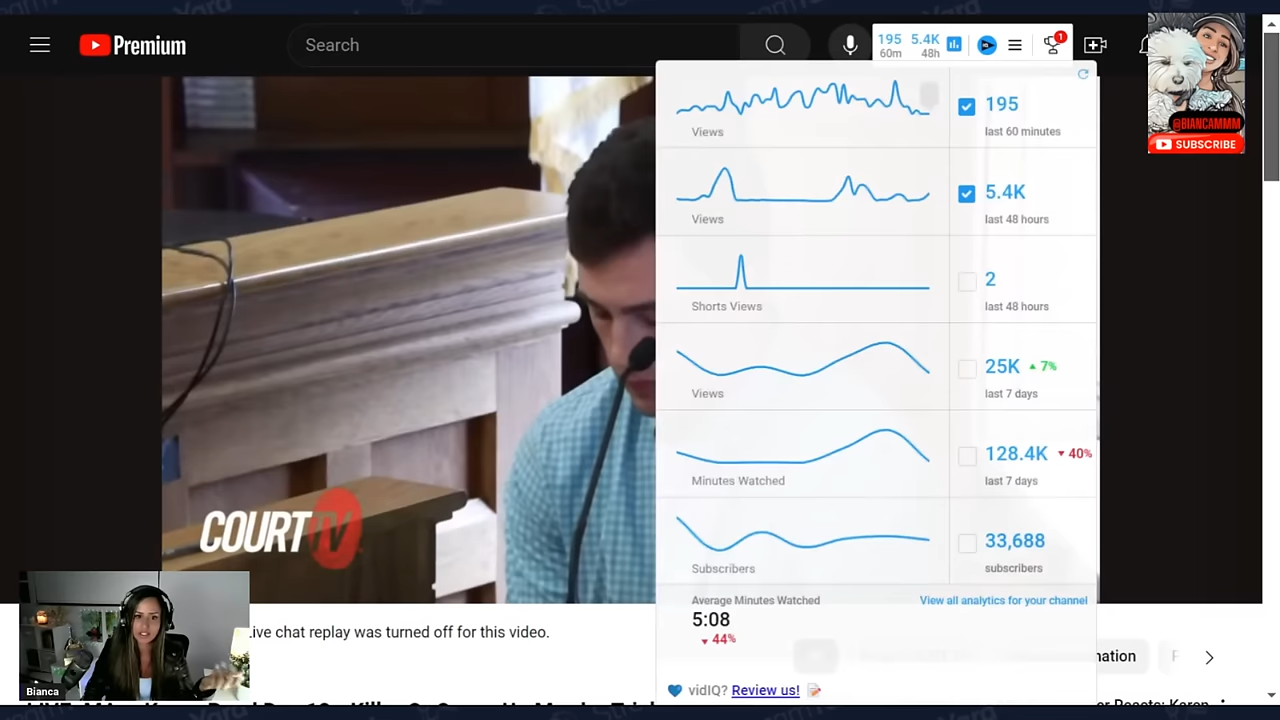 Premium
Search
195 5.4K
60m 48h
1
@BIANCAMMM
SUBSCRIBE
Views
195
last 60 minutes
Views
5.4K
last 48 hours
Shorts Views
2
last 48 hours
Views
25K 7%
last 7 days
Minutes Watched
128.4K 40%
last 7 days
Subscribers
33,688
subscribers
Average Minutes Watched
View all analytics for your channel
5:08
44%
vidIQ? Review us!
COURT TV
ive chat replay was turned off for this video.
Bianca